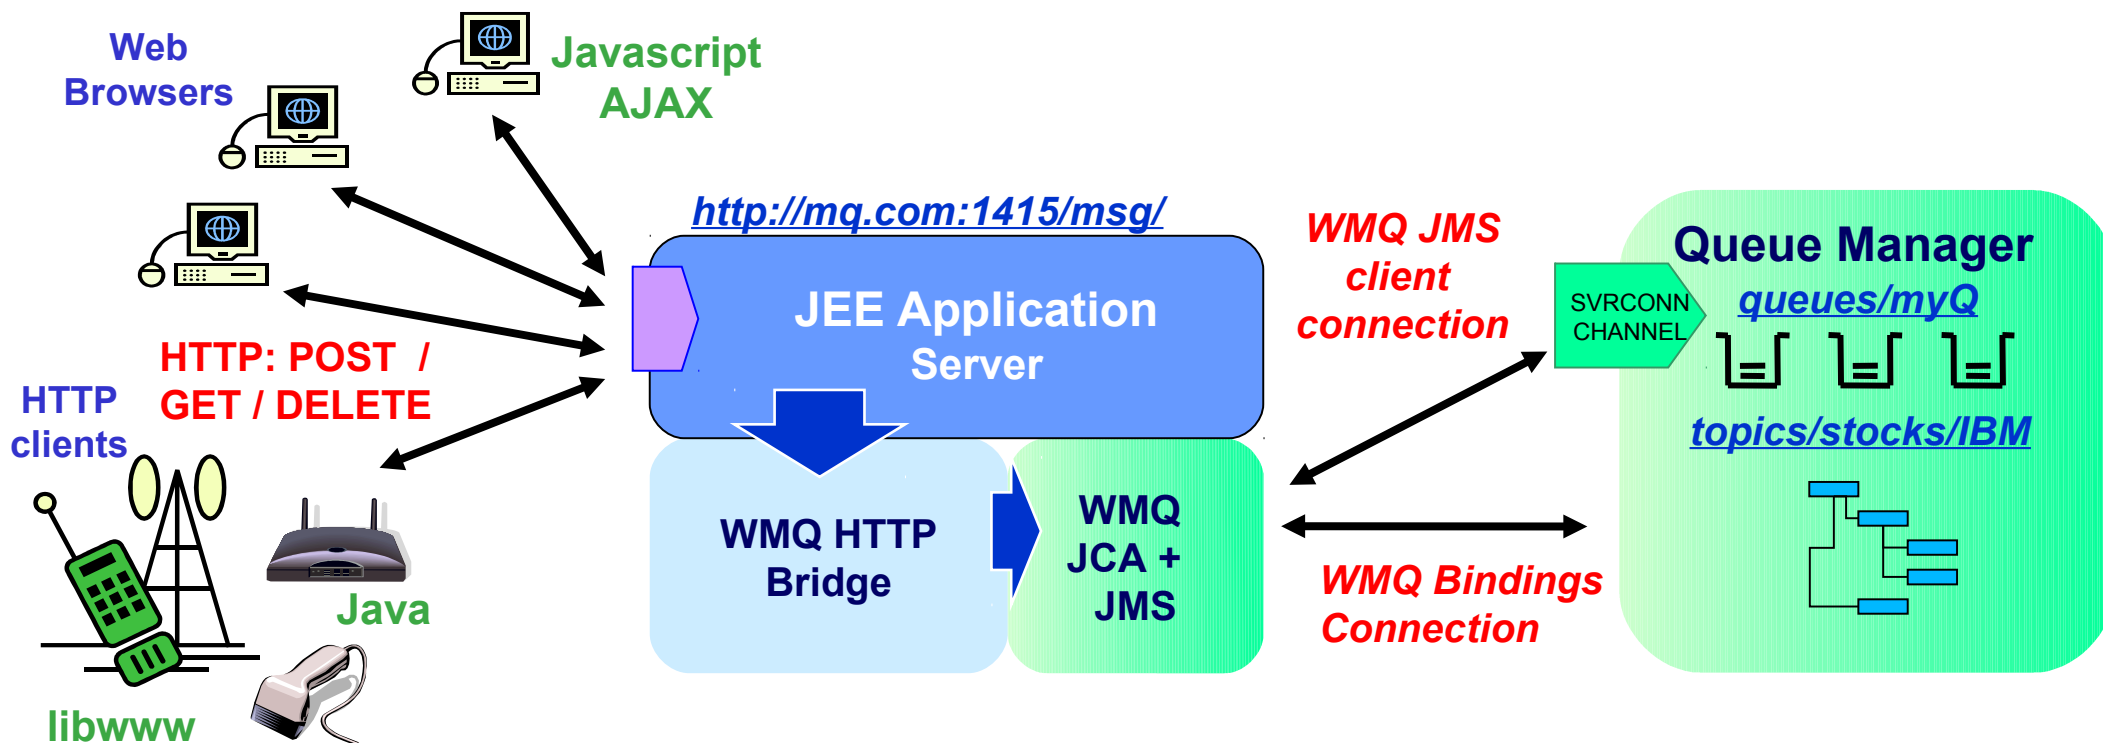 Web
Browsers
Javascript
AJAX
HTTP: POST /
GET / DELETE
HTTP
clients
Java
libwww
http://mq.com:1415/msg/
JEE Application
Server
WMQ HTTP
Bridge
WMQ
JCA +
JMS
WMQ JMS
client
connection
WMQ Bindings
Connection
SVRCONN
CHANNEL
Queue Manager
queues/myQ
topics/stocks/IBM